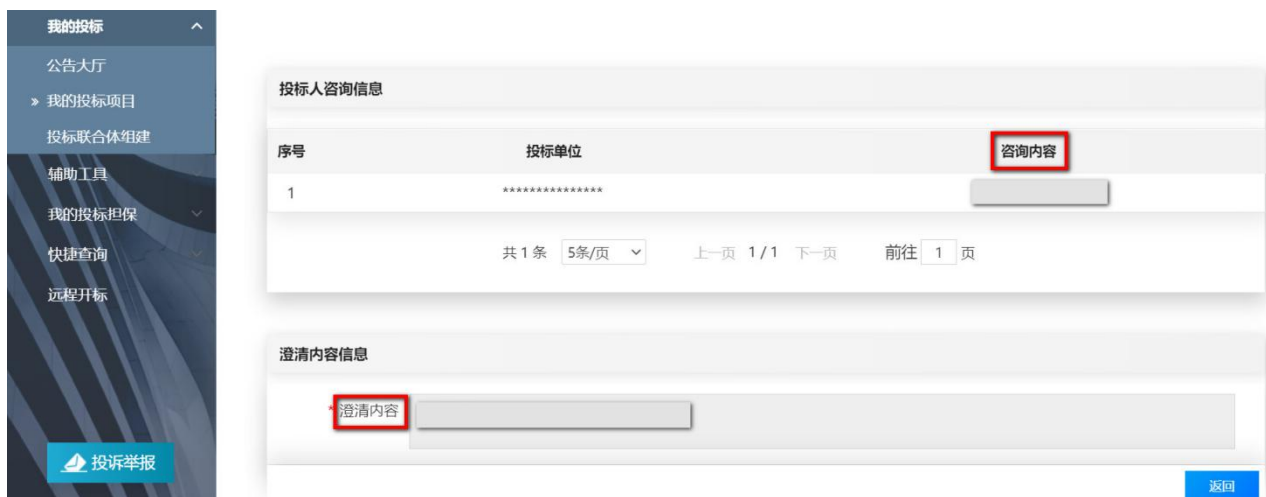 我的投标
公告大厅
» 我的投标项目
投标联合体组建
辅助工具
我的投标担保
快捷查询
远程开标
投诉举报
投标人咨询信息
序号 投标单位 咨询内容
1 ***************
共1条 5条/页 上一页 1/1 下一页 前往 1 页
澄清内容信息
*澄清内容
返回